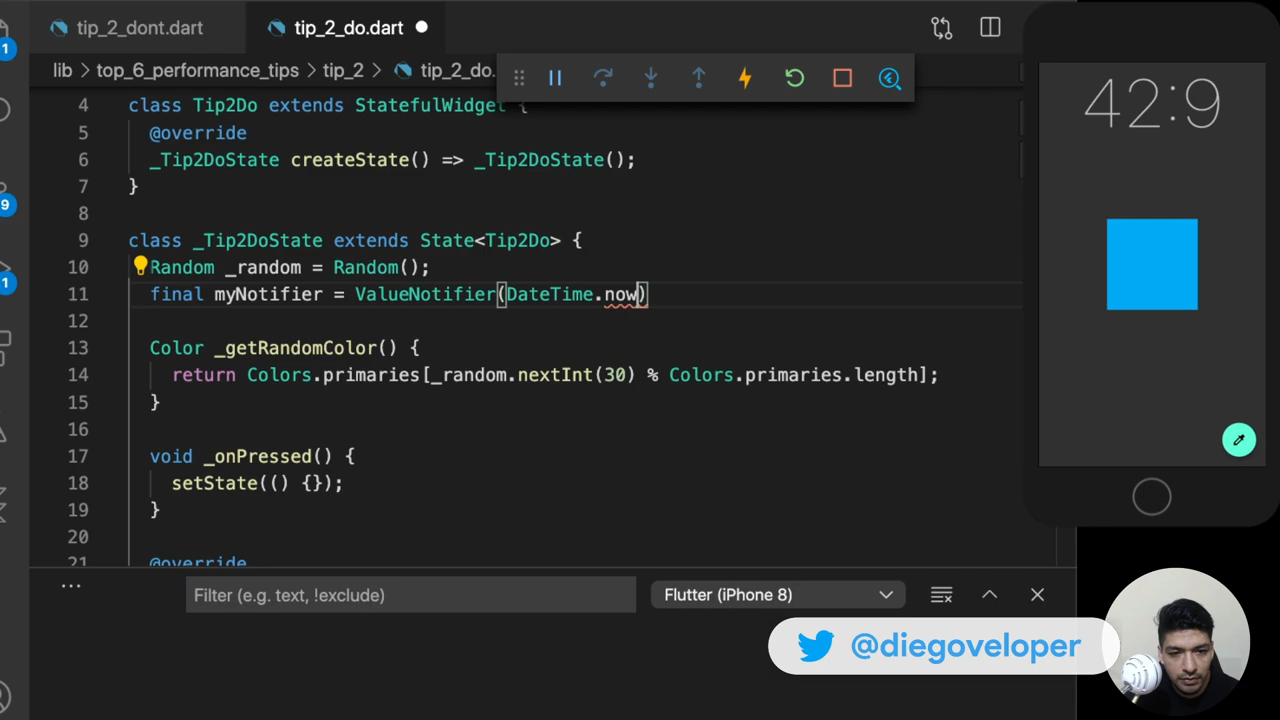 tip_2_dont.dart
tip_2_do.dart
lib > top_6_performance_tips > tip_2 > tip_2_do.
4 class Tip2Do extends StatefulWidget {
5 @override
6 _Tip2DoState createState() => _Tip2DoState();
7 }
8
9 class _Tip2DoState extends State<Tip2Do> {
10 Random _random = Random();
11 final myNotifier = ValueNotifier(DateTime.now)
12
13 Color _getRandomColor() {
14 return Colors.primaries[_random.nextInt(30) % Colors.primaries.length];
15 }
16
17 void _onPressed() {
18 setState(() {});
19 }
20
21 @override
1
9
1
42:9
Filter (e.g. text, !exclude)
Flutter (iPhone 8)
@diegoveloper